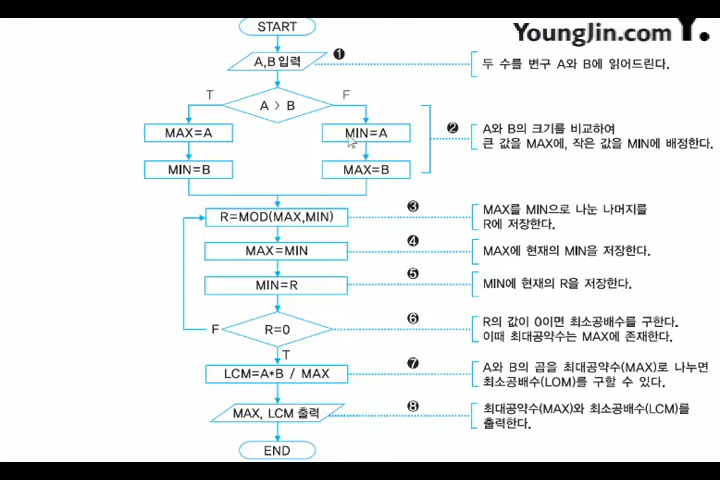 START
YoungJin.com Y.
A,B 입력
❶
두 수를 변구 A와 B에 읽어드린다.
T
A > B
F
MAX=A
MIN=A
MIN=B
MAX=B
❷
A와 B의 크기를 비교하여
큰 값을 MAX에, 작은 값을 MIN에 배정한다.
R=MOD(MAX,MIN)
❸
MAX를 MIN으로 나눈 나머지를
R에 저장한다.
MAX=MIN
❹
MAX에 현재의 MIN을 저장한다.
MIN=R
❺
MIN에 현재의 R을 저장한다.
F
R=0
T
❻
R의 값이 0이면 최소공배수를 구한다.
이때 최대공약수는 MAX에 존재한다.
LCM=A*B / MAX
❼
A와 B의 곱을 최대공약수(MAX)로 나누면
최소공배수(LOM)를 구할 수 있다.
MAX, LCM 출력
❽
최대공약수(MAX)와 최소공배수(LCM)를
출력한다.
END